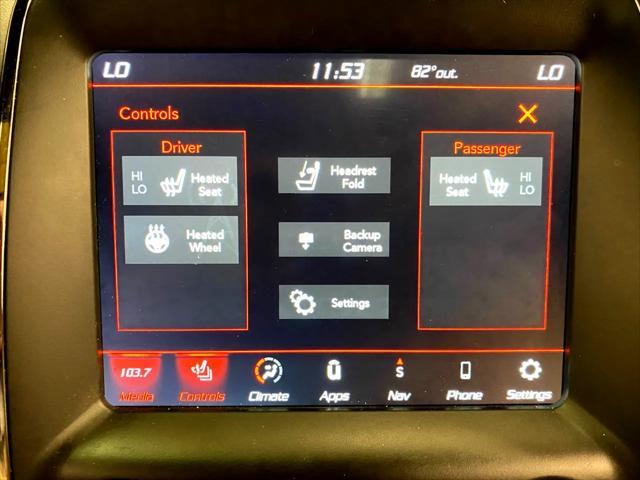 LO 11:53 82°out. LO
Controls
Driver
HI
LO
Heated
Seat
Heated
Wheel
Headrest
Fold
Backup
Camera
Settings
Passenger
Heated
Seat
HI
LO
103.7
Media
Controls
Climate
Apps
S
Nav
Phone
Settings